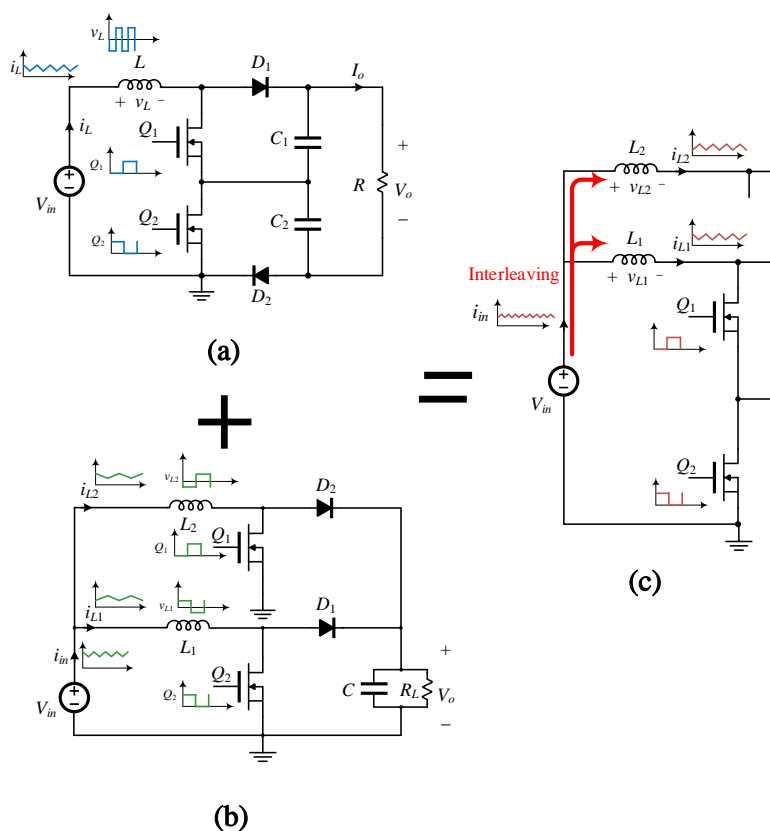 v_L
i_L
L
D_1
I_o
+ v_L -
i_L
Q_1
C_1
Q_1
+
R
V_o
-
V_in
+
-
Q_2
C_2
Q_2
D_2
(a)
+
i_L2
v_L2
D_2
L_2
Q_1
Q_1
i_L1
v_L1
D_1
L_1
i_in
Q_2
+
Q_2
C
R_L
V_o
-
V_in
+
-
(b)
=
L_2
i_L2
+ v_L2 -
L_1
i_L1
Interleaving
+ v_L1 -
i_in
Q_1
V_in
+
-
Q_2
(c)